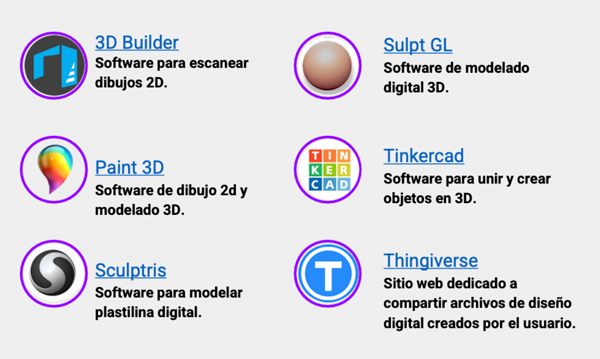 3D Builder
Software para escanear
dibujos 2D.
Sulpt GL
Software de modelado
digital 3D.
Paint 3D
Software de dibujo 2d y
modelado 3D.
TIN
KER
CAD
Tinkercad
Software para unir y crear
objetos en 3D.
Sculptris
Software para modelar
plastilina digital.
T
Thingiverse
Sitio web dedicado a
compartir archivos de diseño
digital creados por el usuario.